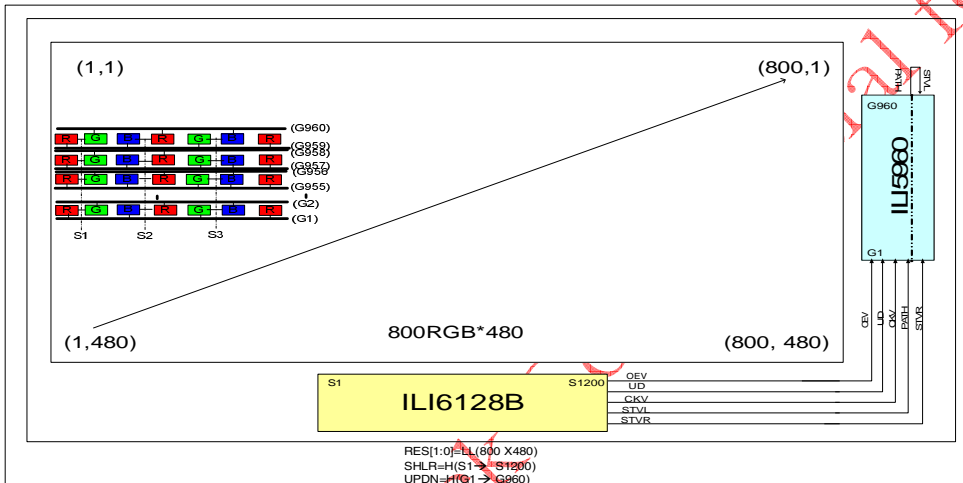 (1,1)
(800,1)
PATH
STVL
G960
(G960)
R G B R G B R
(G959)
(G958)
R G B R G B R
(G957)
(G956
R G B R G B R
(G955)
(G2)
R G B R G B R
(G1)
S1 S2 S3
ILI5960
G1
OEV
UD
CKV
PATH
STVR
(1,480)
800RGB*480
(800, 480)
S1 S1200
ILI6128B
OEV
UD
CKV
STVL
STVR
RES[1:0]=LL(800 X480)
SHLR=H(S1→ S1200)
UPDN=H(G1→ G960)